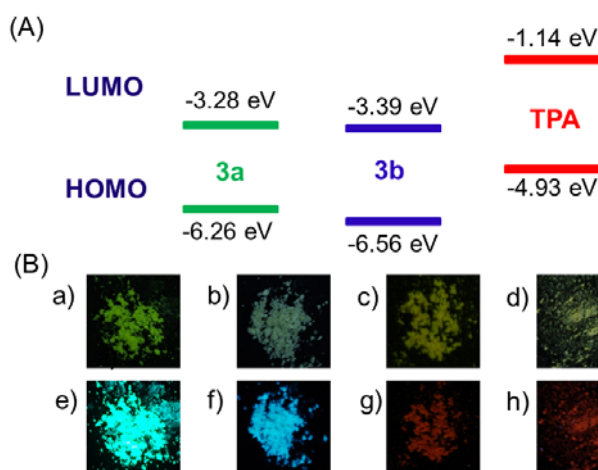 (A)
-1.14 eV
LUMO
-3.28 eV
-3.39 eV
TPA
3a
3b
HOMO
-4.93 eV
-6.26 eV
-6.56 eV
(B)
a) b) c) d)
e) f) g) h)